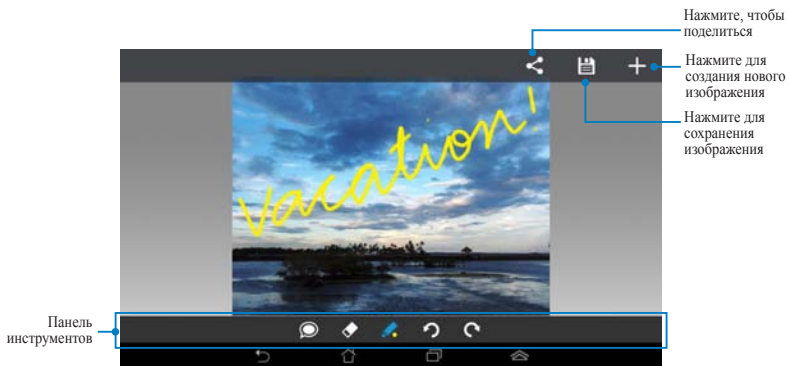 Нажмите, чтобы
поделиться
Нажмите для
создания нового
изображения
Нажмите для
сохранения
изображения
Vacation!
Панель
инструментов